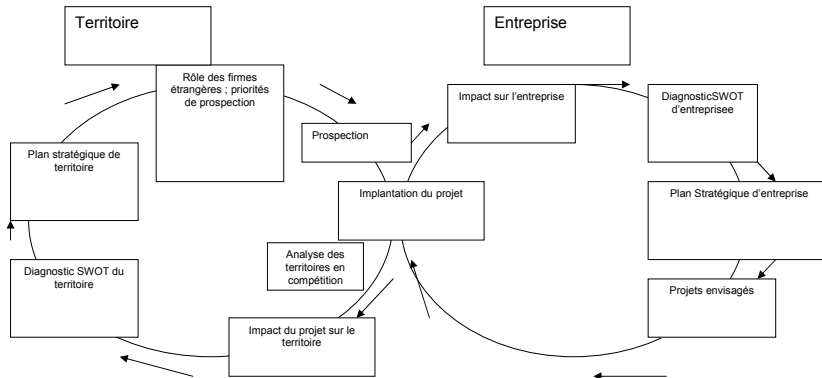 Territoire
Entreprise
Rôle des firmes
étrangères ; priorités
de prospection
Impact sur l’entreprise
DiagnosticSWOT
d’entreprisee
Prospection
Plan stratégique de
territoire
Implantation du projet
Plan Stratégique d’entreprise
Analyse des
territoires en
compétition
Diagnostic SWOT du
territoire
Projets envisagés
Impact du projet sur le
territoire